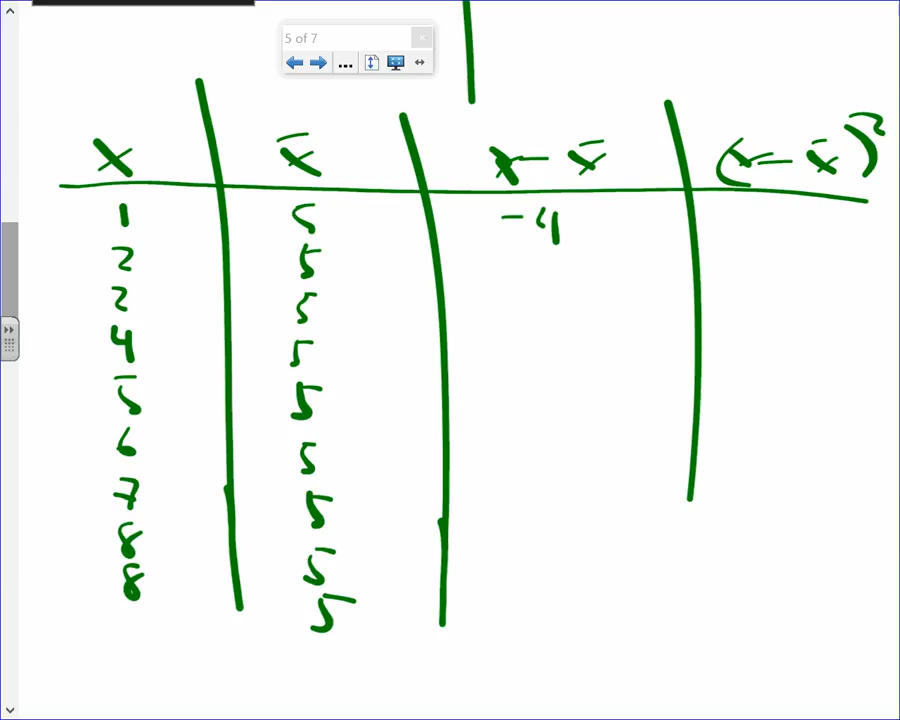 5 of 7
x x̄ x - x̄ (x - x̄)²
1 5 -4
2 5
2 5
4 5
5 5
6 5
7 5
8 5
8 5